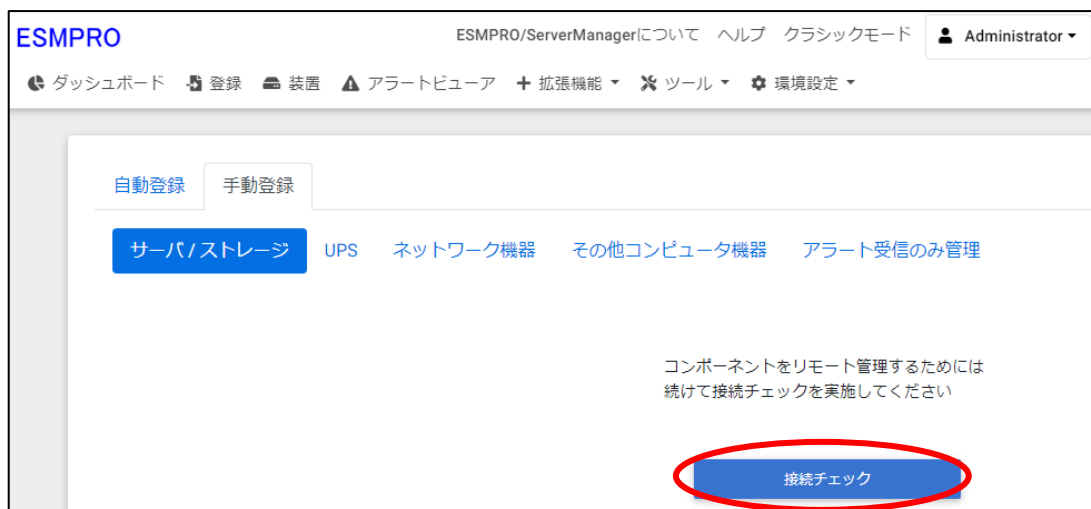 ESMPRO ESMPRO/ServerManagerについて ヘルプ クラシックモード Administrator
ダッシュボード 登録 装置 アラートビューア 拡張機能 ツール 環境設定
自動登録 手動登録
サーバ/ストレージ UPS ネットワーク機器 その他コンピュータ機器 アラート受信のみ管理
コンポーネントをリモート管理するためには
続けて接続チェックを実施してください
接続チェック